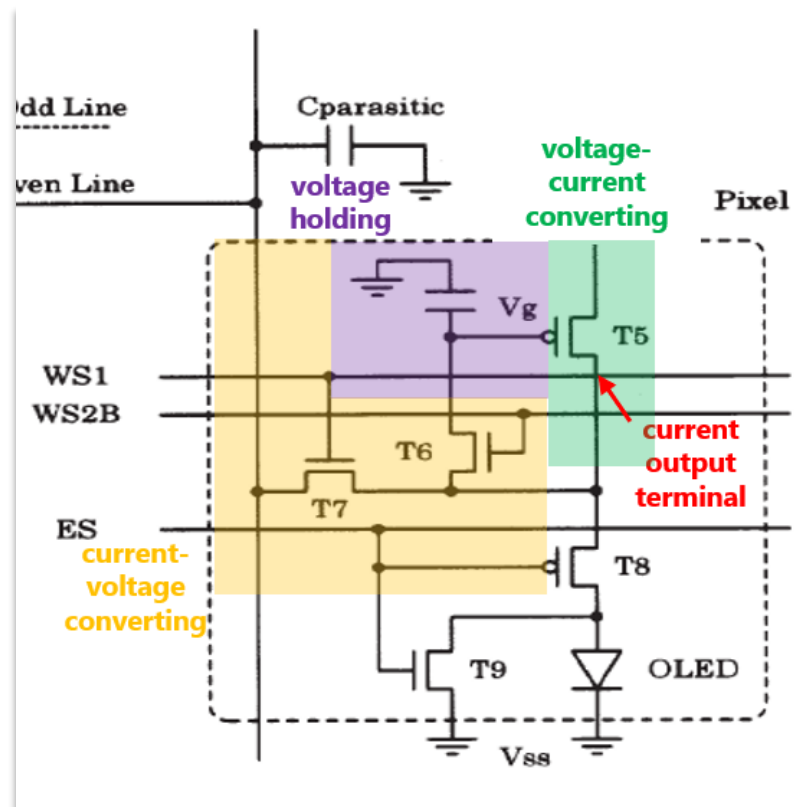 dd Line
Cparasitic
voltage-
current
converting
ven Line
voltage
holding
Pixel
Vg
T5
WS1
WS2B
T6
current
output
terminal
T7
ES
current-
voltage
converting
T8
T9
OLED
Vss